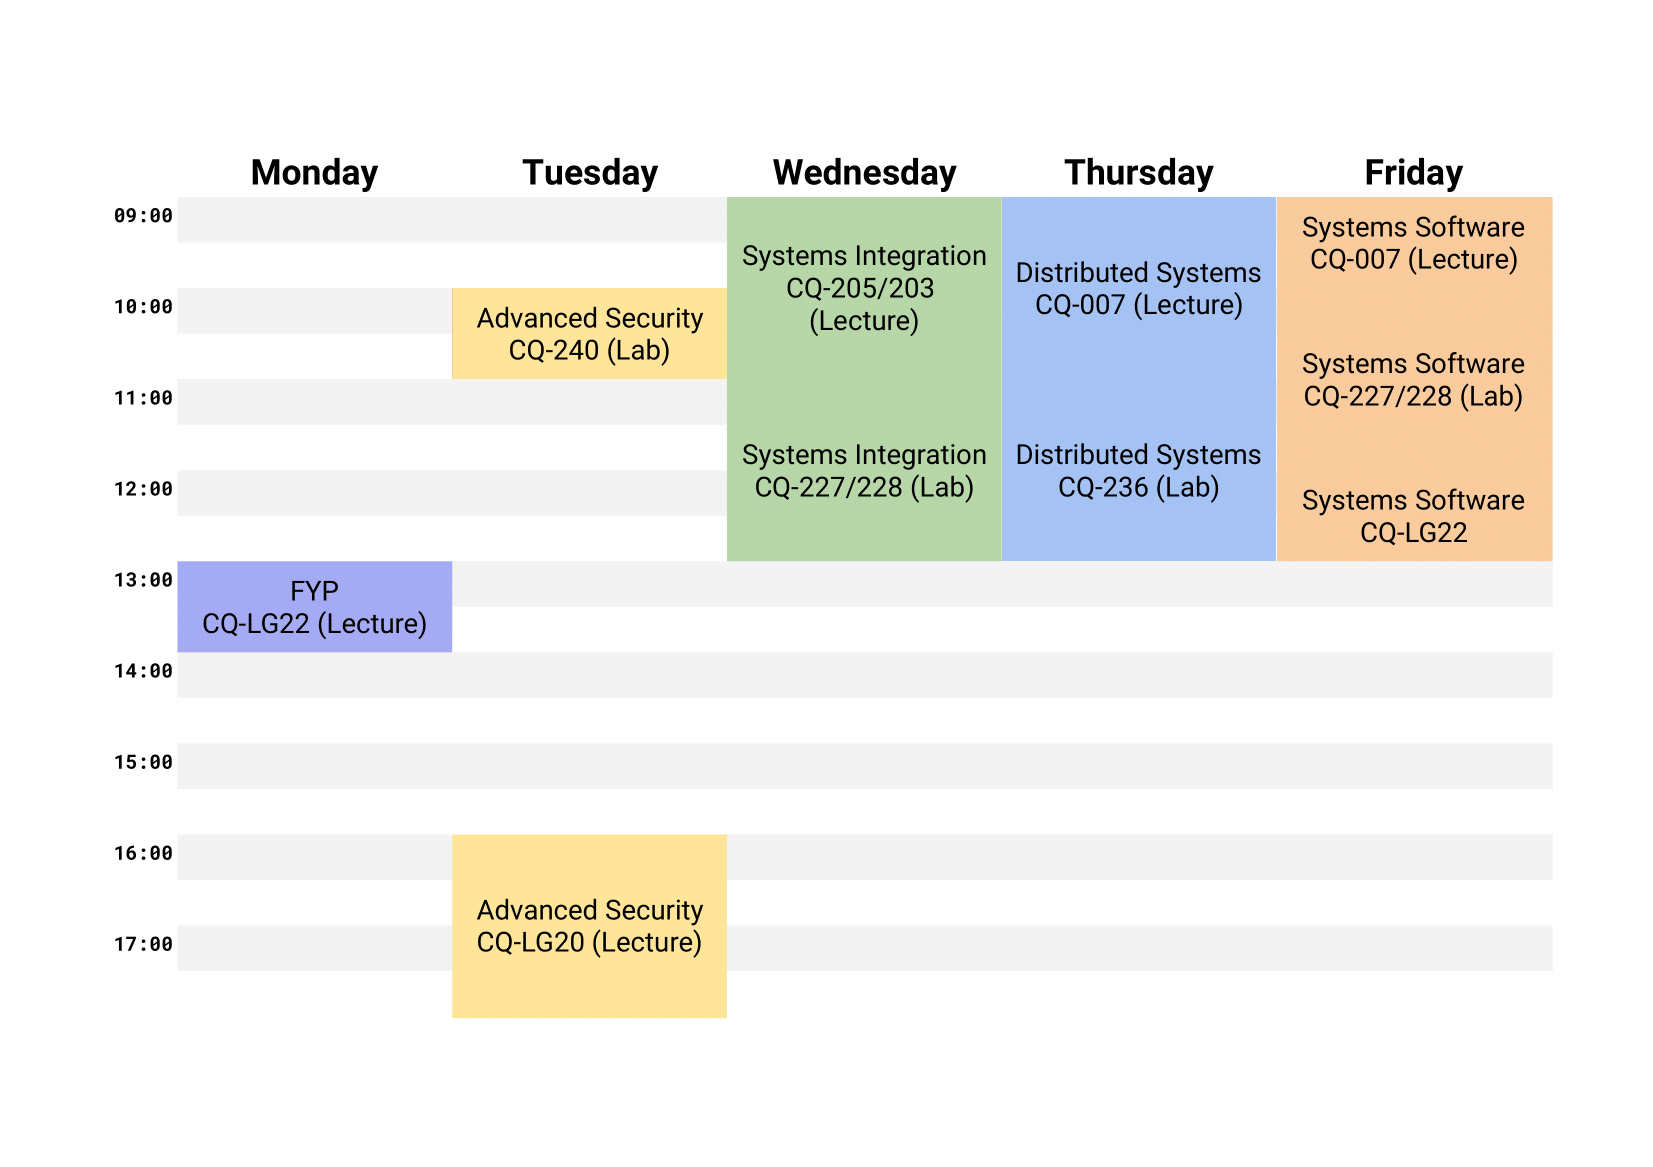 Monday Tuesday Wednesday Thursday Friday
09:00
Systems Integration
CQ-205/203
(Lecture)
Distributed Systems
CQ-007 (Lecture)
Systems Software
CQ-007 (Lecture)
10:00
Advanced Security
CQ-240 (Lab)
Systems Software
CQ-227/228 (Lab)
11:00
Systems Integration
CQ-227/228 (Lab)
Distributed Systems
CQ-236 (Lab)
12:00
Systems Software
CQ-LG22
13:00
FYP
CQ-LG22 (Lecture)
14:00
15:00
16:00
Advanced Security
CQ-LG20 (Lecture)
17:00